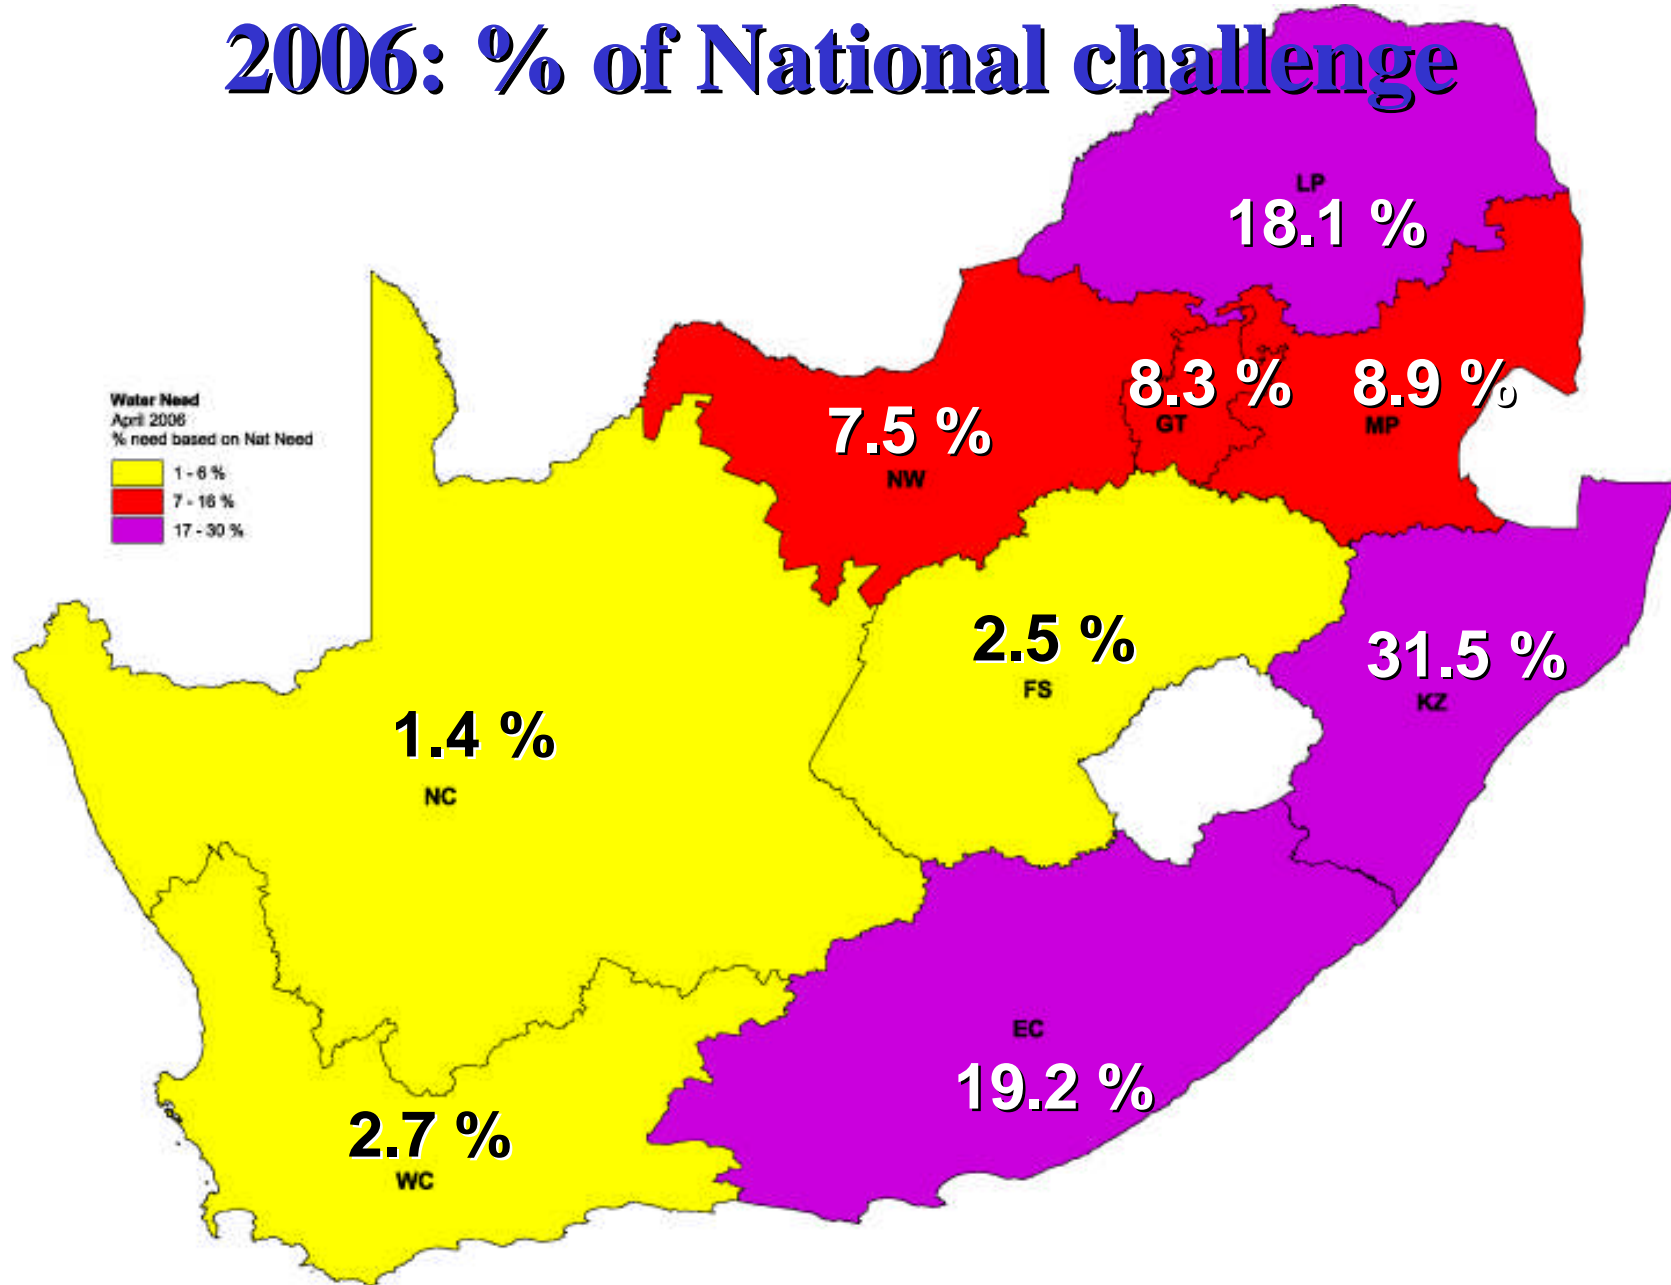 2006: % of National challenge
LP
18.1 %
Water Need
April 2006
% need based on Nat Need
1 - 6 %
7 - 16 %
17 - 30 %
7.5 %
NW
8.3 %
GT
8.9 %
MP
2.5 %
FS
31.5 %
KZ
1.4 %
NC
EC
19.2 %
2.7 %
WC